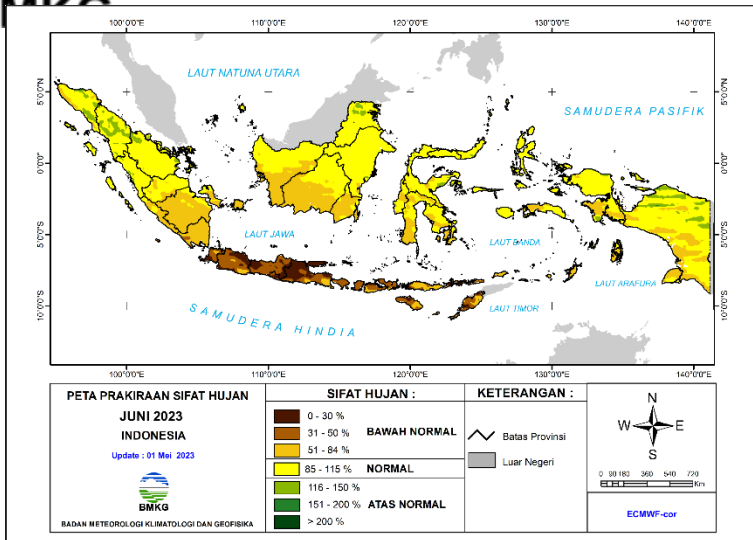 100°0'0"E 110°0'0"E 120°0'0"E 130°0'0"E 140°0'0"E
LAUT NATUNA UTARA
SAMUDERA PASIFIK
5°0'0"N 5°0'0"N
0°0'0" 0°0'0"
LAUT JAWA
LAUT BANDA
5°0'0"S 5°0'0"S
LAUT ARAFURA
SAMUDERA HINDIA
LAUT TIMOR
10°0'0"S 10°0'0"S
100°0'0"E 110°0'0"E 120°0'0"E 130°0'0"E 140°0'0"E
PETA PRAKIRAAN SIFAT HUJAN
JUNI 2023
INDONESIA
Update : 01 Mei 2023
BMKG
BADAN METEOROLOGI KLIMATOLOGI DAN GEOFISIKA
SIFAT HUJAN :
0 - 30 %
31 - 50 % BAWAH NORMAL
51 - 84 %
85 - 115 % NORMAL
116 - 150 %
151 - 200 % ATAS NORMAL
> 200 %
KETERANGAN :
Batas Provinsi
Luar Negeri
N
W E
S
0 90 180 360 540 720
Km
ECMWF-cor